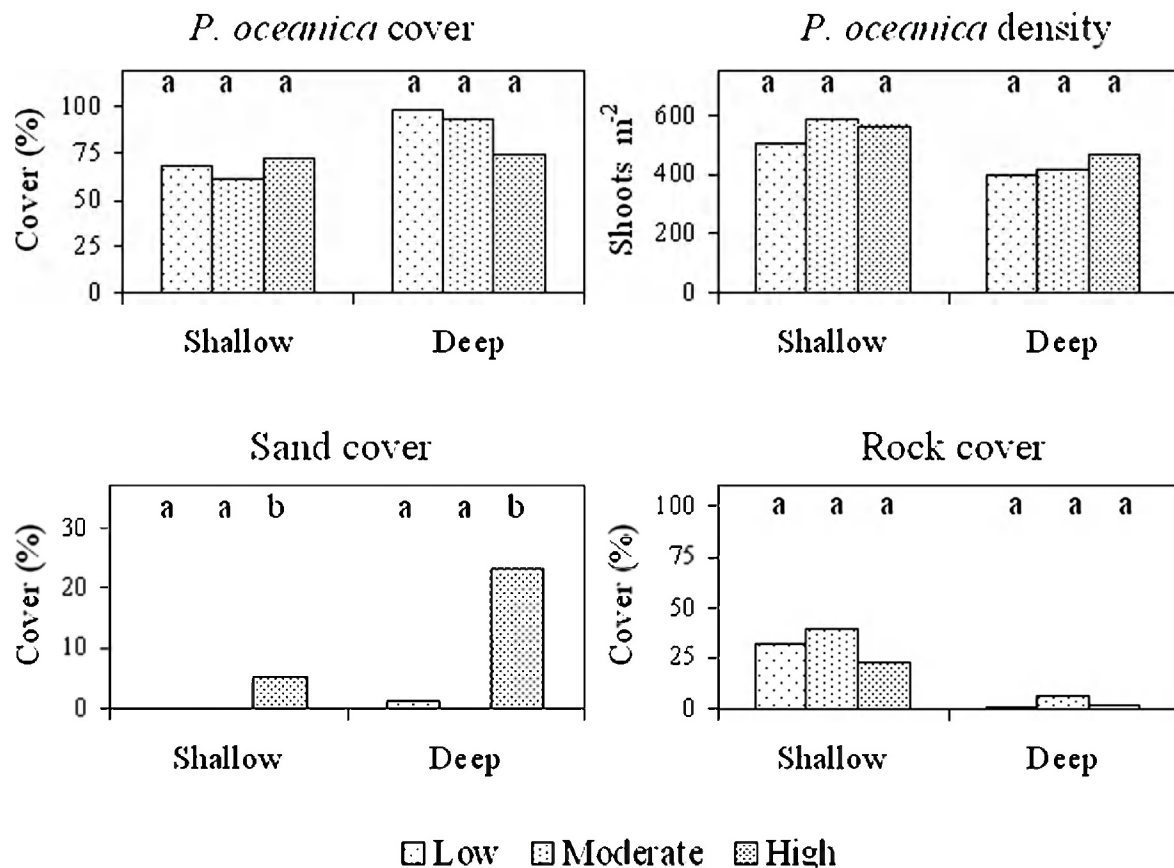 P. oceanica cover
a a a a a a
Cover (%)
100
75
50
25
0
Shallow Deep
P. oceanica density
a a a a a a
Shoots m-2
600
400
200
0
Shallow Deep
Sand cover
a a b a a b
Cover (%)
30
20
10
0
Shallow Deep
Rock cover
a a a a a a
Cover (%)
100
75
50
25
0
Shallow Deep
Low Moderate High